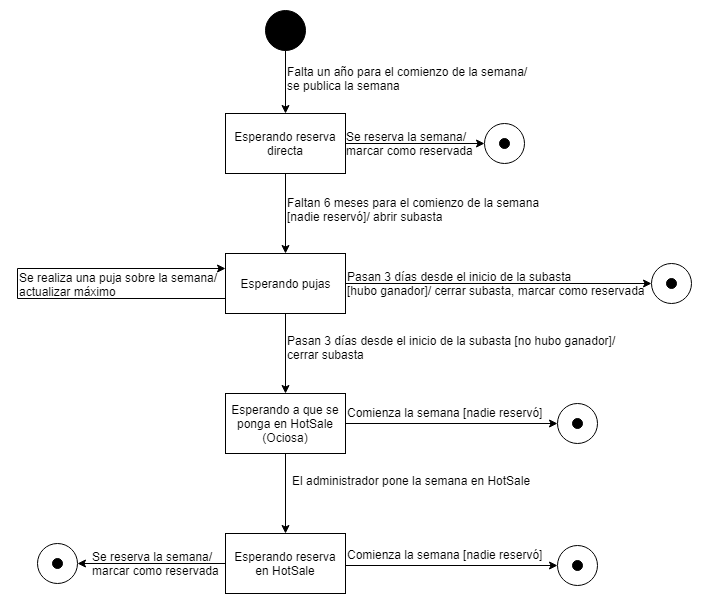 Falta un año para el comienzo de la semana/
se publica la semana
Esperando reserva
directa
Se reserva la semana/
marcar como reservada
Faltan 6 meses para el comienzo de la semana
[nadie reservó]/ abrir subasta
Se realiza una puja sobre la semana/
actualizar máximo
Esperando pujas
Pasan 3 días desde el inicio de la subasta
[hubo ganador]/ cerrar subasta, marcar como reservada
Pasan 3 días desde el inicio de la subasta [no hubo ganador]/
cerrar subasta
Esperando a que se
ponga en HotSale
(Ociosa)
Comienza la semana [nadie reservó]
El administrador pone la semana en HotSale
Se reserva la semana/
marcar como reservada
Esperando reserva
en HotSale
Comienza la semana [nadie reservó]